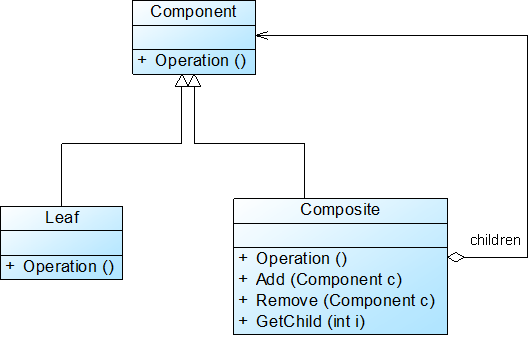 Component
+ Operation ()
Leaf
+ Operation ()
Composite
+ Operation ()
+ Add (Component c)
+ Remove (Component c)
+ GetChild (int i)
children